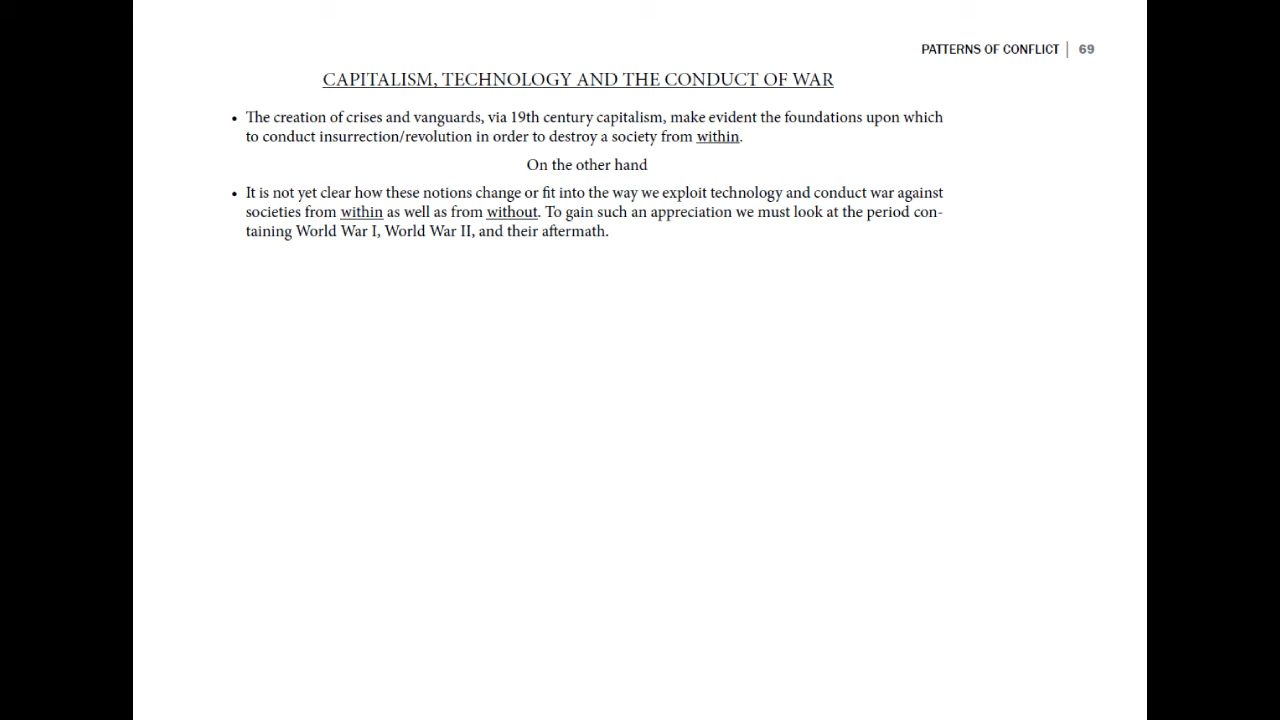 PATTERNS OF CONFLICT | 69
CAPITALISM, TECHNOLOGY AND THE CONDUCT OF WAR
• The creation of crises and vanguards, via 19th century capitalism, make evident the foundations upon which
to conduct insurrection/revolution in order to destroy a society from within.
On the other hand
• It is not yet clear how these notions change or fit into the way we exploit technology and conduct war against
societies from within as well as from without. To gain such an appreciation we must look at the period con-
taining World War I, World War II, and their aftermath.